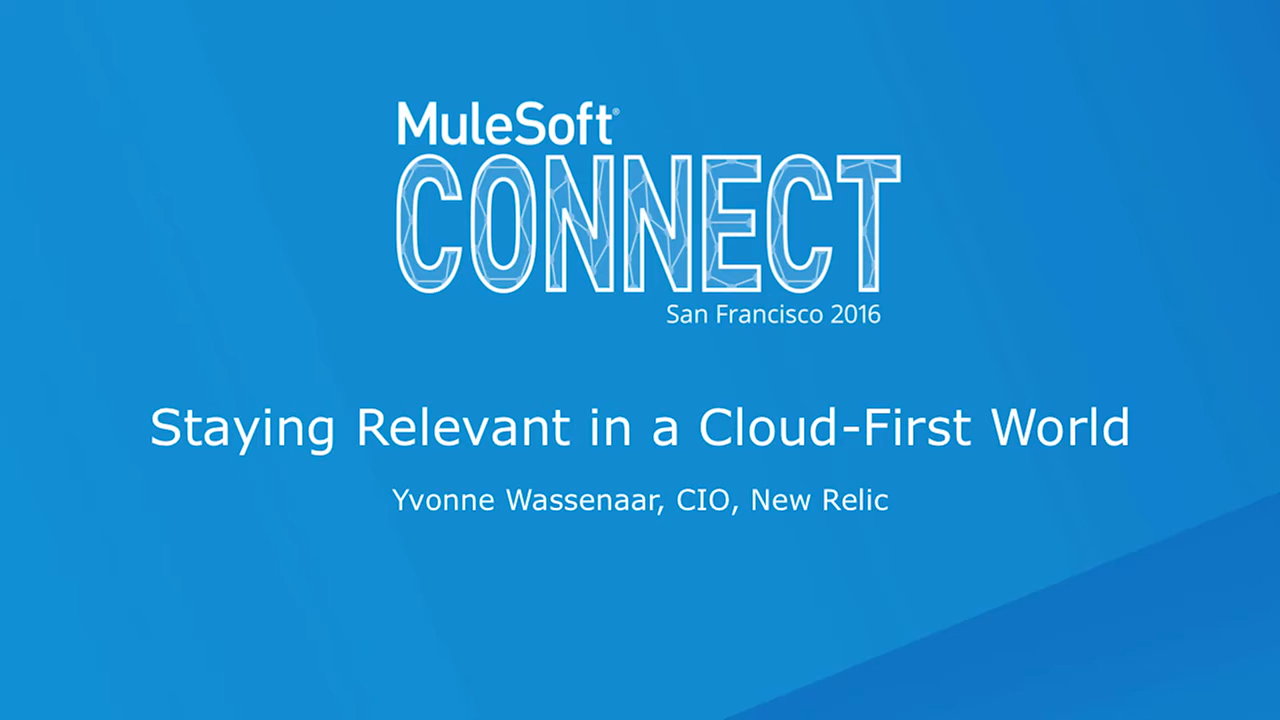 MuleSoft®
CONNECT
San Francisco 2016
Staying Relevant in a Cloud-First World
Yvonne Wassenaar, CIO, New Relic